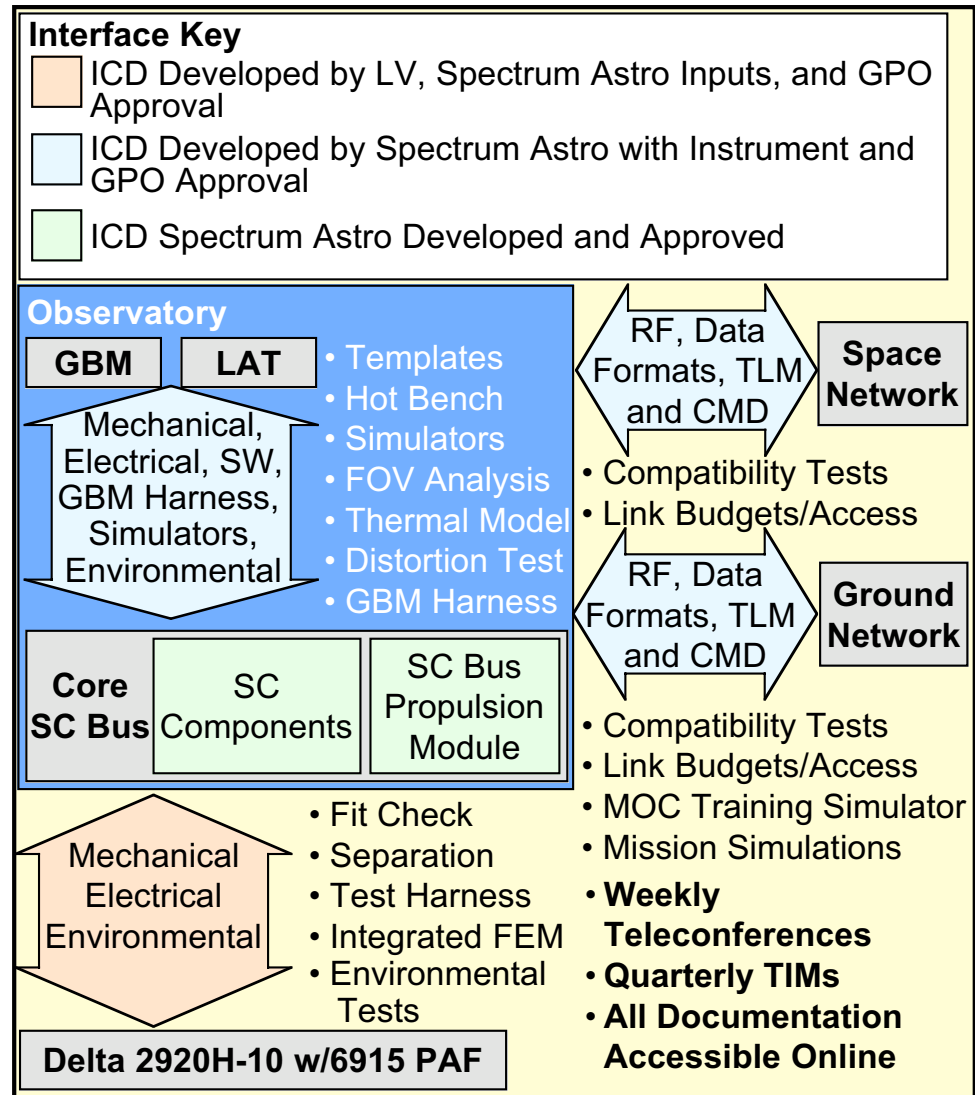 Interface Key
ICD Developed by LV, Spectrum Astro Inputs, and GPO
Approval
ICD Developed by Spectrum Astro with Instrument and
GPO Approval
ICD Spectrum Astro Developed and Approved
Observatory
GBM
LAT
Mechanical,
Electrical, SW,
GBM Harness,
Simulators,
Environmental
• Templates
• Hot Bench
• Simulators
• FOV Analysis
• Thermal Model
• Distortion Test
• GBM Harness
Core
SC Bus
SC
Components
SC Bus
Propulsion
Module
RF, Data
Formats, TLM
and CMD
Space
Network
• Compatibility Tests
• Link Budgets/Access
RF, Data
Formats, TLM
and CMD
Ground
Network
• Compatibility Tests
• Link Budgets/Access
• MOC Training Simulator
• Mission Simulations
• Weekly
Teleconferences
• Quarterly TIMs
• All Documentation
Accessible Online
Mechanical
Electrical
Environmental
• Fit Check
• Separation
• Test Harness
• Integrated FEM
• Environmental
Tests
Delta 2920H-10 w/6915 PAF